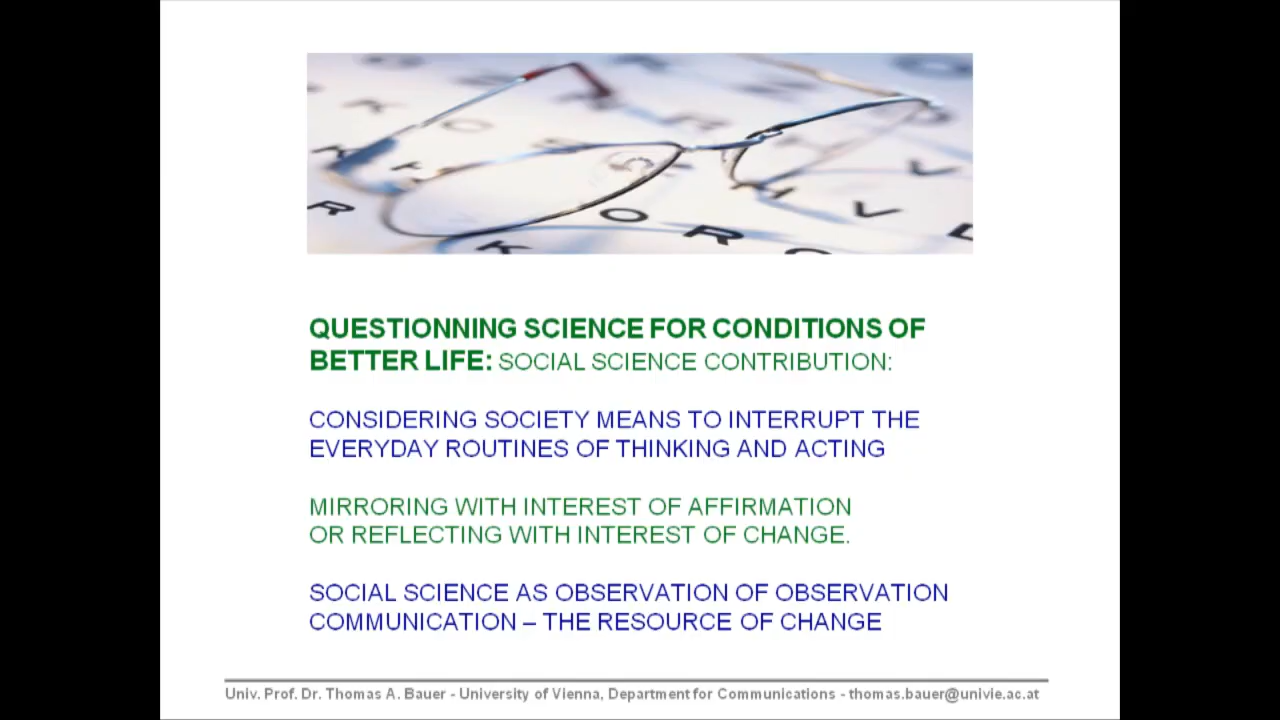 R K O R V
QUESTIONNING SCIENCE FOR CONDITIONS OF
BETTER LIFE: SOCIAL SCIENCE CONTRIBUTION:
CONSIDERING SOCIETY MEANS TO INTERRUPT THE
EVERYDAY ROUTINES OF THINKING AND ACTING
MIRRORING WITH INTEREST OF AFFIRMATION
OR REFLECTING WITH INTEREST OF CHANGE.
SOCIAL SCIENCE AS OBSERVATION OF OBSERVATION
COMMUNICATION – THE RESOURCE OF CHANGE
Univ. Prof. Dr. Thomas A. Bauer - University of Vienna, Department for Communications - thomas.bauer@univie.ac.at